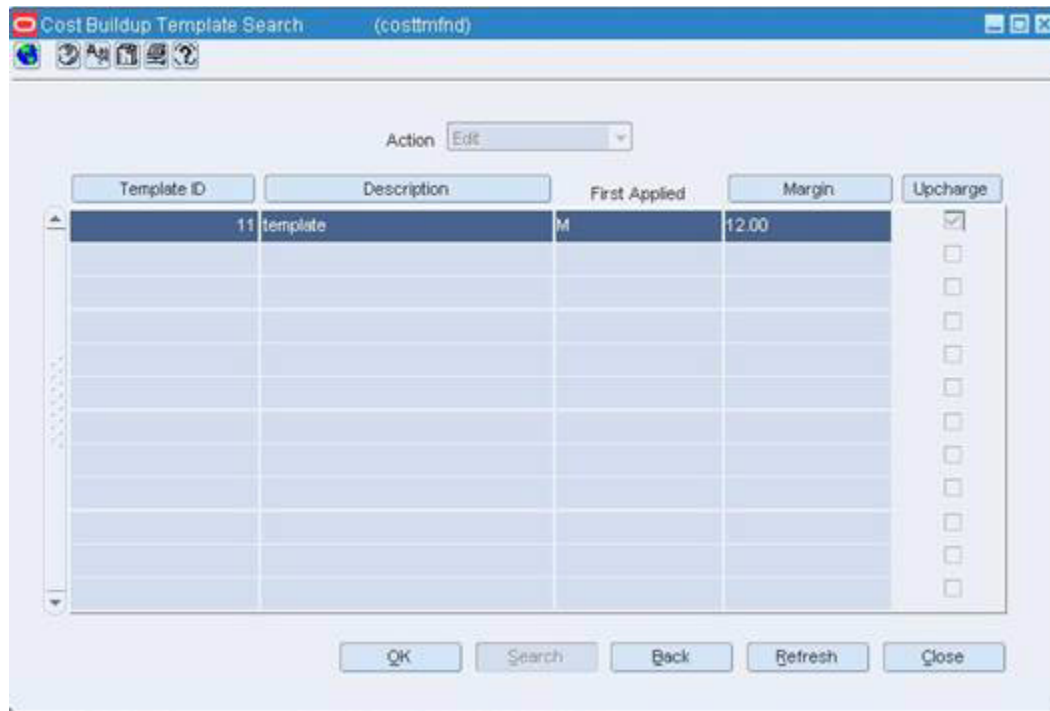 Cost Buildup Template Search (costtmfnd)
Action Edit
Template ID Description First Applied Margin Upcharge
11 template M 12.00
OK Search Back Refresh Close